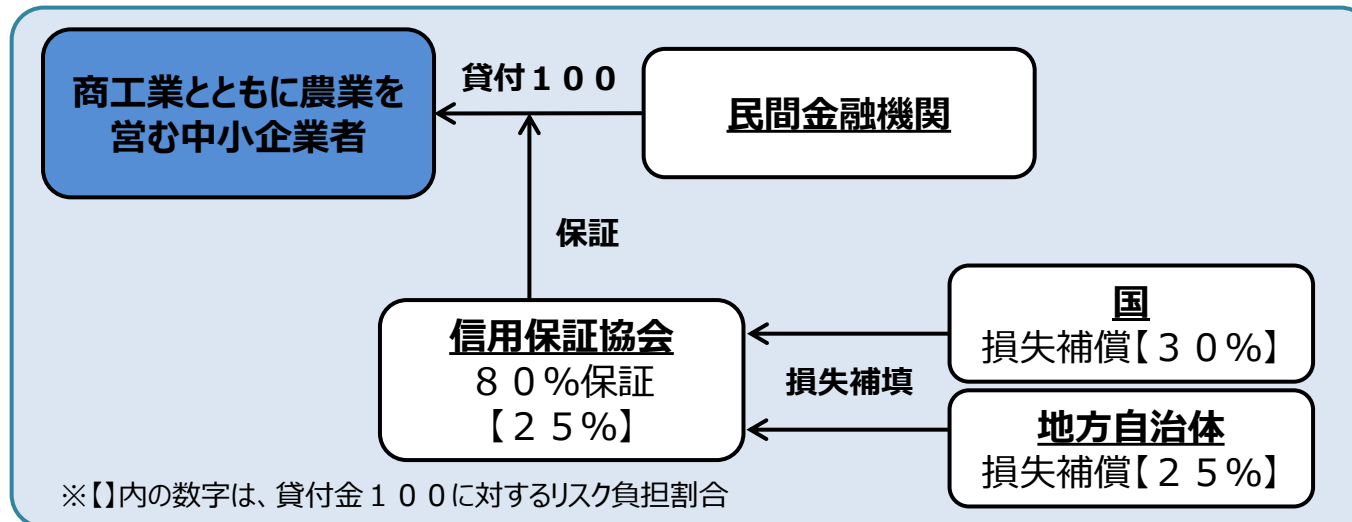 商工業とともに農業を
営む中小企業者
貸付１００
民間金融機関
保証
信用保証協会
８０%保証
【２５%】
損失補填
国
損失補償【３０%】
地方自治体
損失補償【２５%】
※【】内の数字は、貸付金１００に対するリスク負担割合